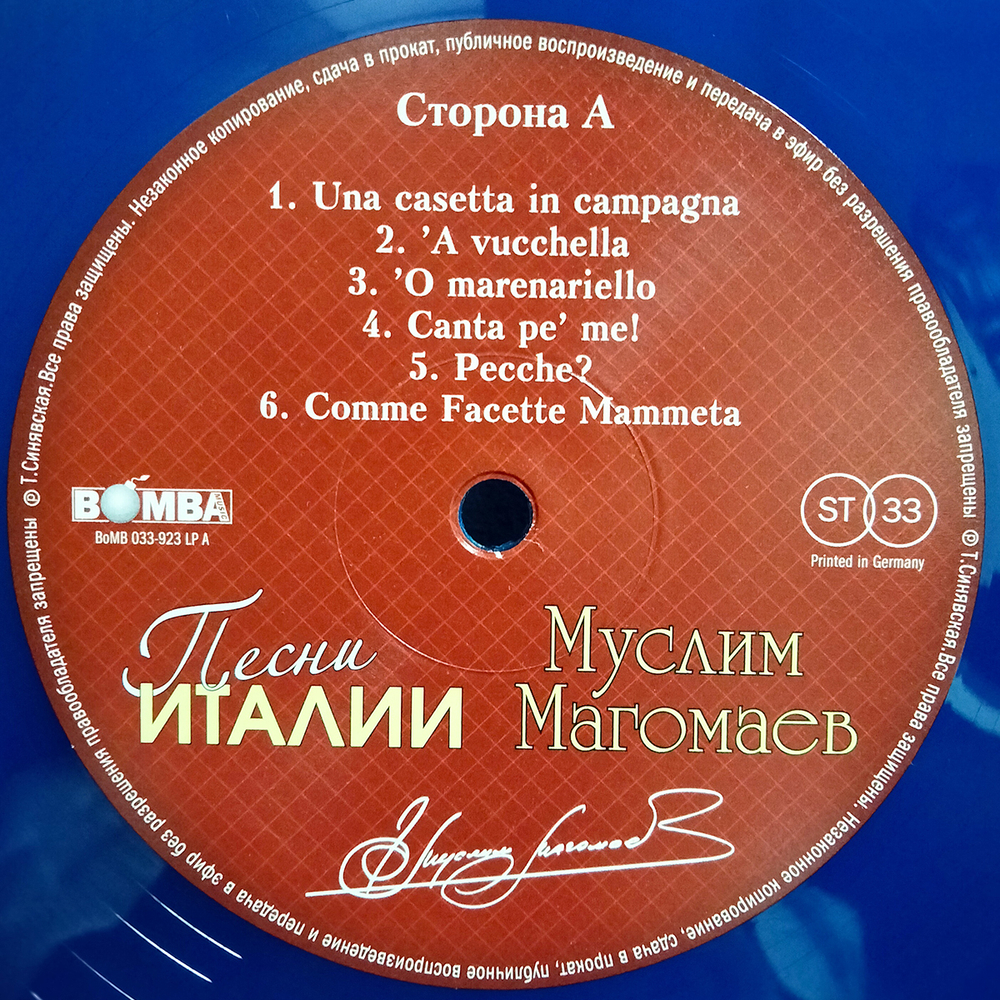 Сторона А
1. Una casetta in campagna
2. ’A vucchella
3. ’O marenariello
4. Canta pe’ me!
5. Pecche?
6. Comme Facette Mammeta
BOMBA MUSIC
BoMB 033-923 LP A
ST 33
Printed in Germany
Песни
ИТАЛИИ
Муслим
Магомаев
Муслим Магомаев
℗ Т.Синявская.Все права защищены. Незаконное копирование, сдача в прокат, публичное воспроизведение и передача в эфир без разрешения правообладателя запрещены
℗ Т.Синявская.Все права защищены. Незаконное копирование, сдача в прокат, публичное воспроизведение и передача в эфир без разрешения правообладателя запрещены